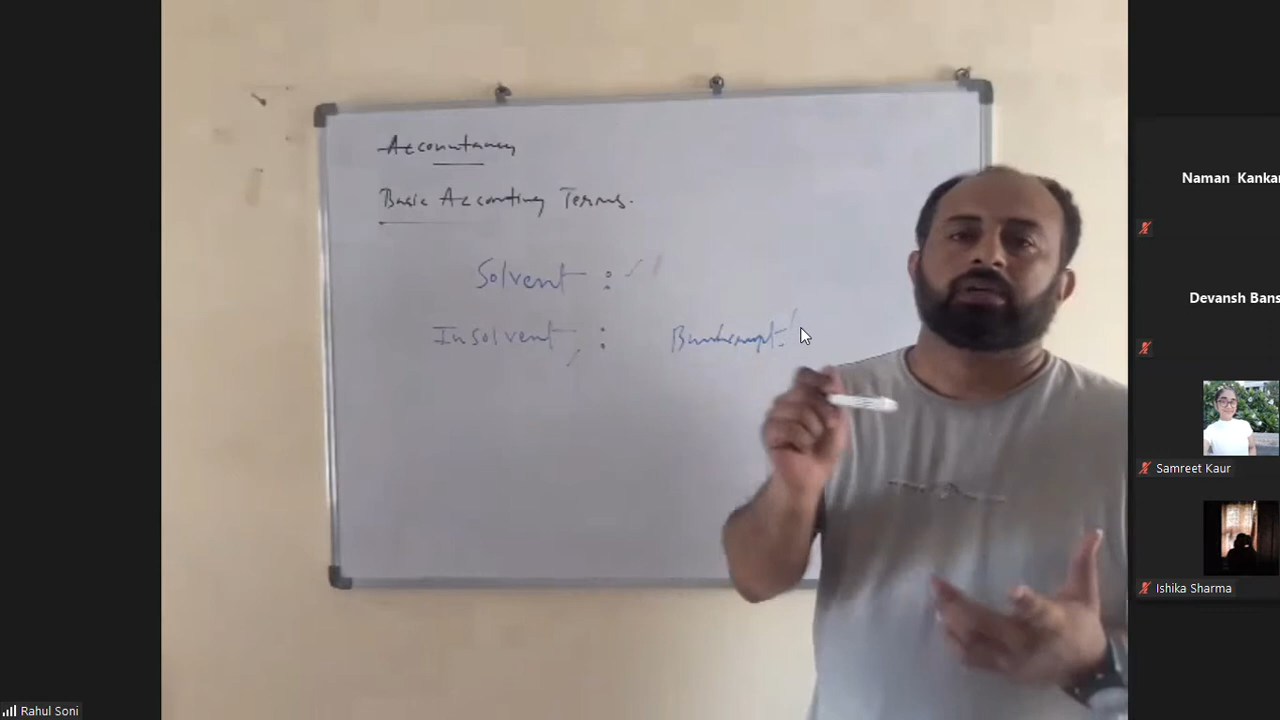 Accountancy
Basic Accounting Terms.
Solvent :
Insolvent : Bankrupt
Naman Kankar
Devansh Bans
Samreet Kaur
Ishika Sharma
Rahul Soni